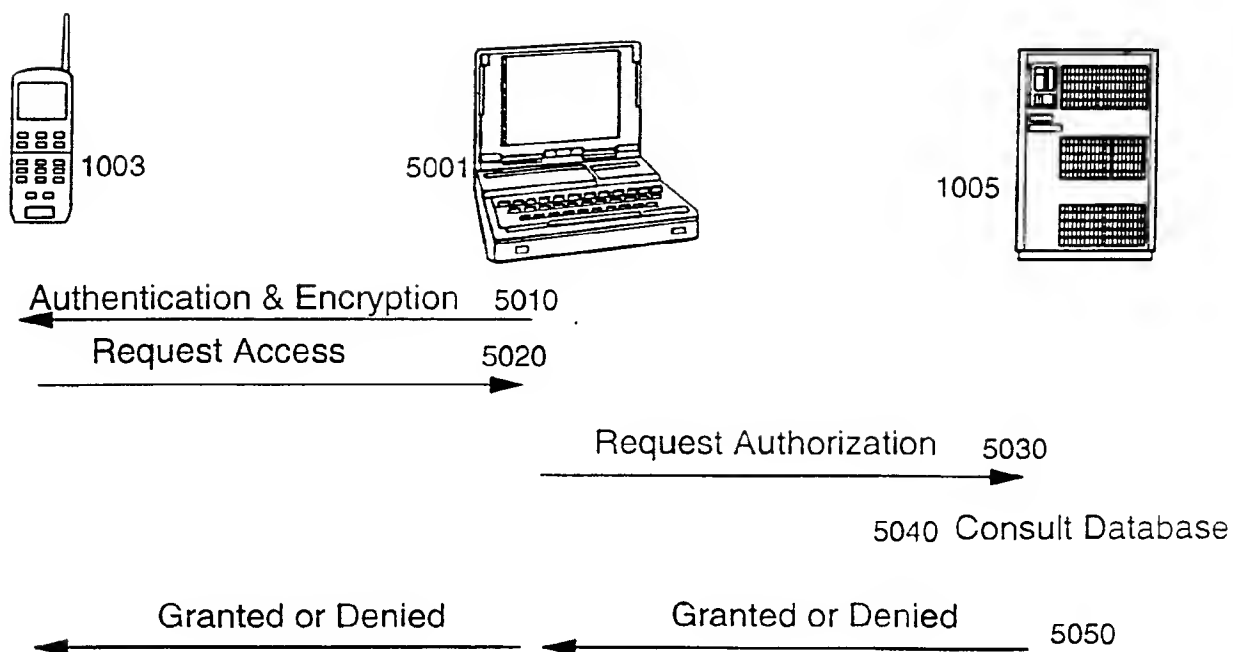 1003
5001
1005
Authentication & Encryption 5010
Request Access 5020
Request Authorization 5030
5040 Consult Database
Granted or Denied Granted or Denied 5050